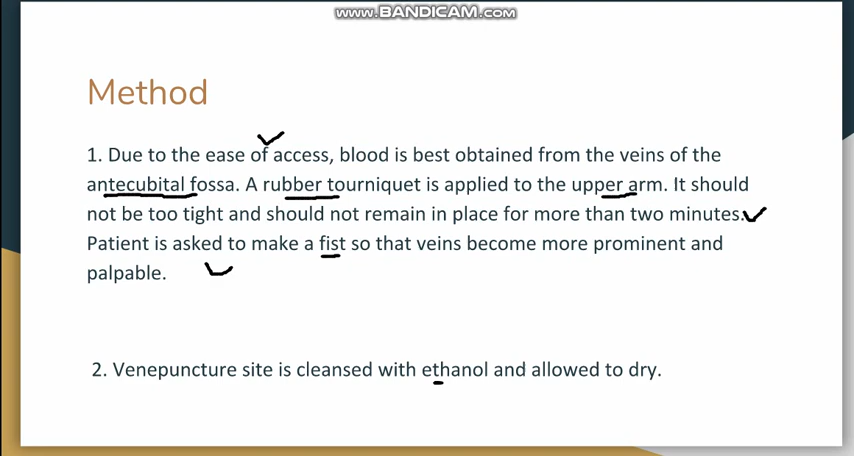 www.BANDICAM.com
Method
1. Due to the ease of access, blood is best obtained from the veins of the
antecubital fossa. A rubber tourniquet is applied to the upper arm. It should
not be too tight and should not remain in place for more than two minutes.
Patient is asked to make a fist so that veins become more prominent and
palpable.
2. Venepuncture site is cleansed with ethanol and allowed to dry.